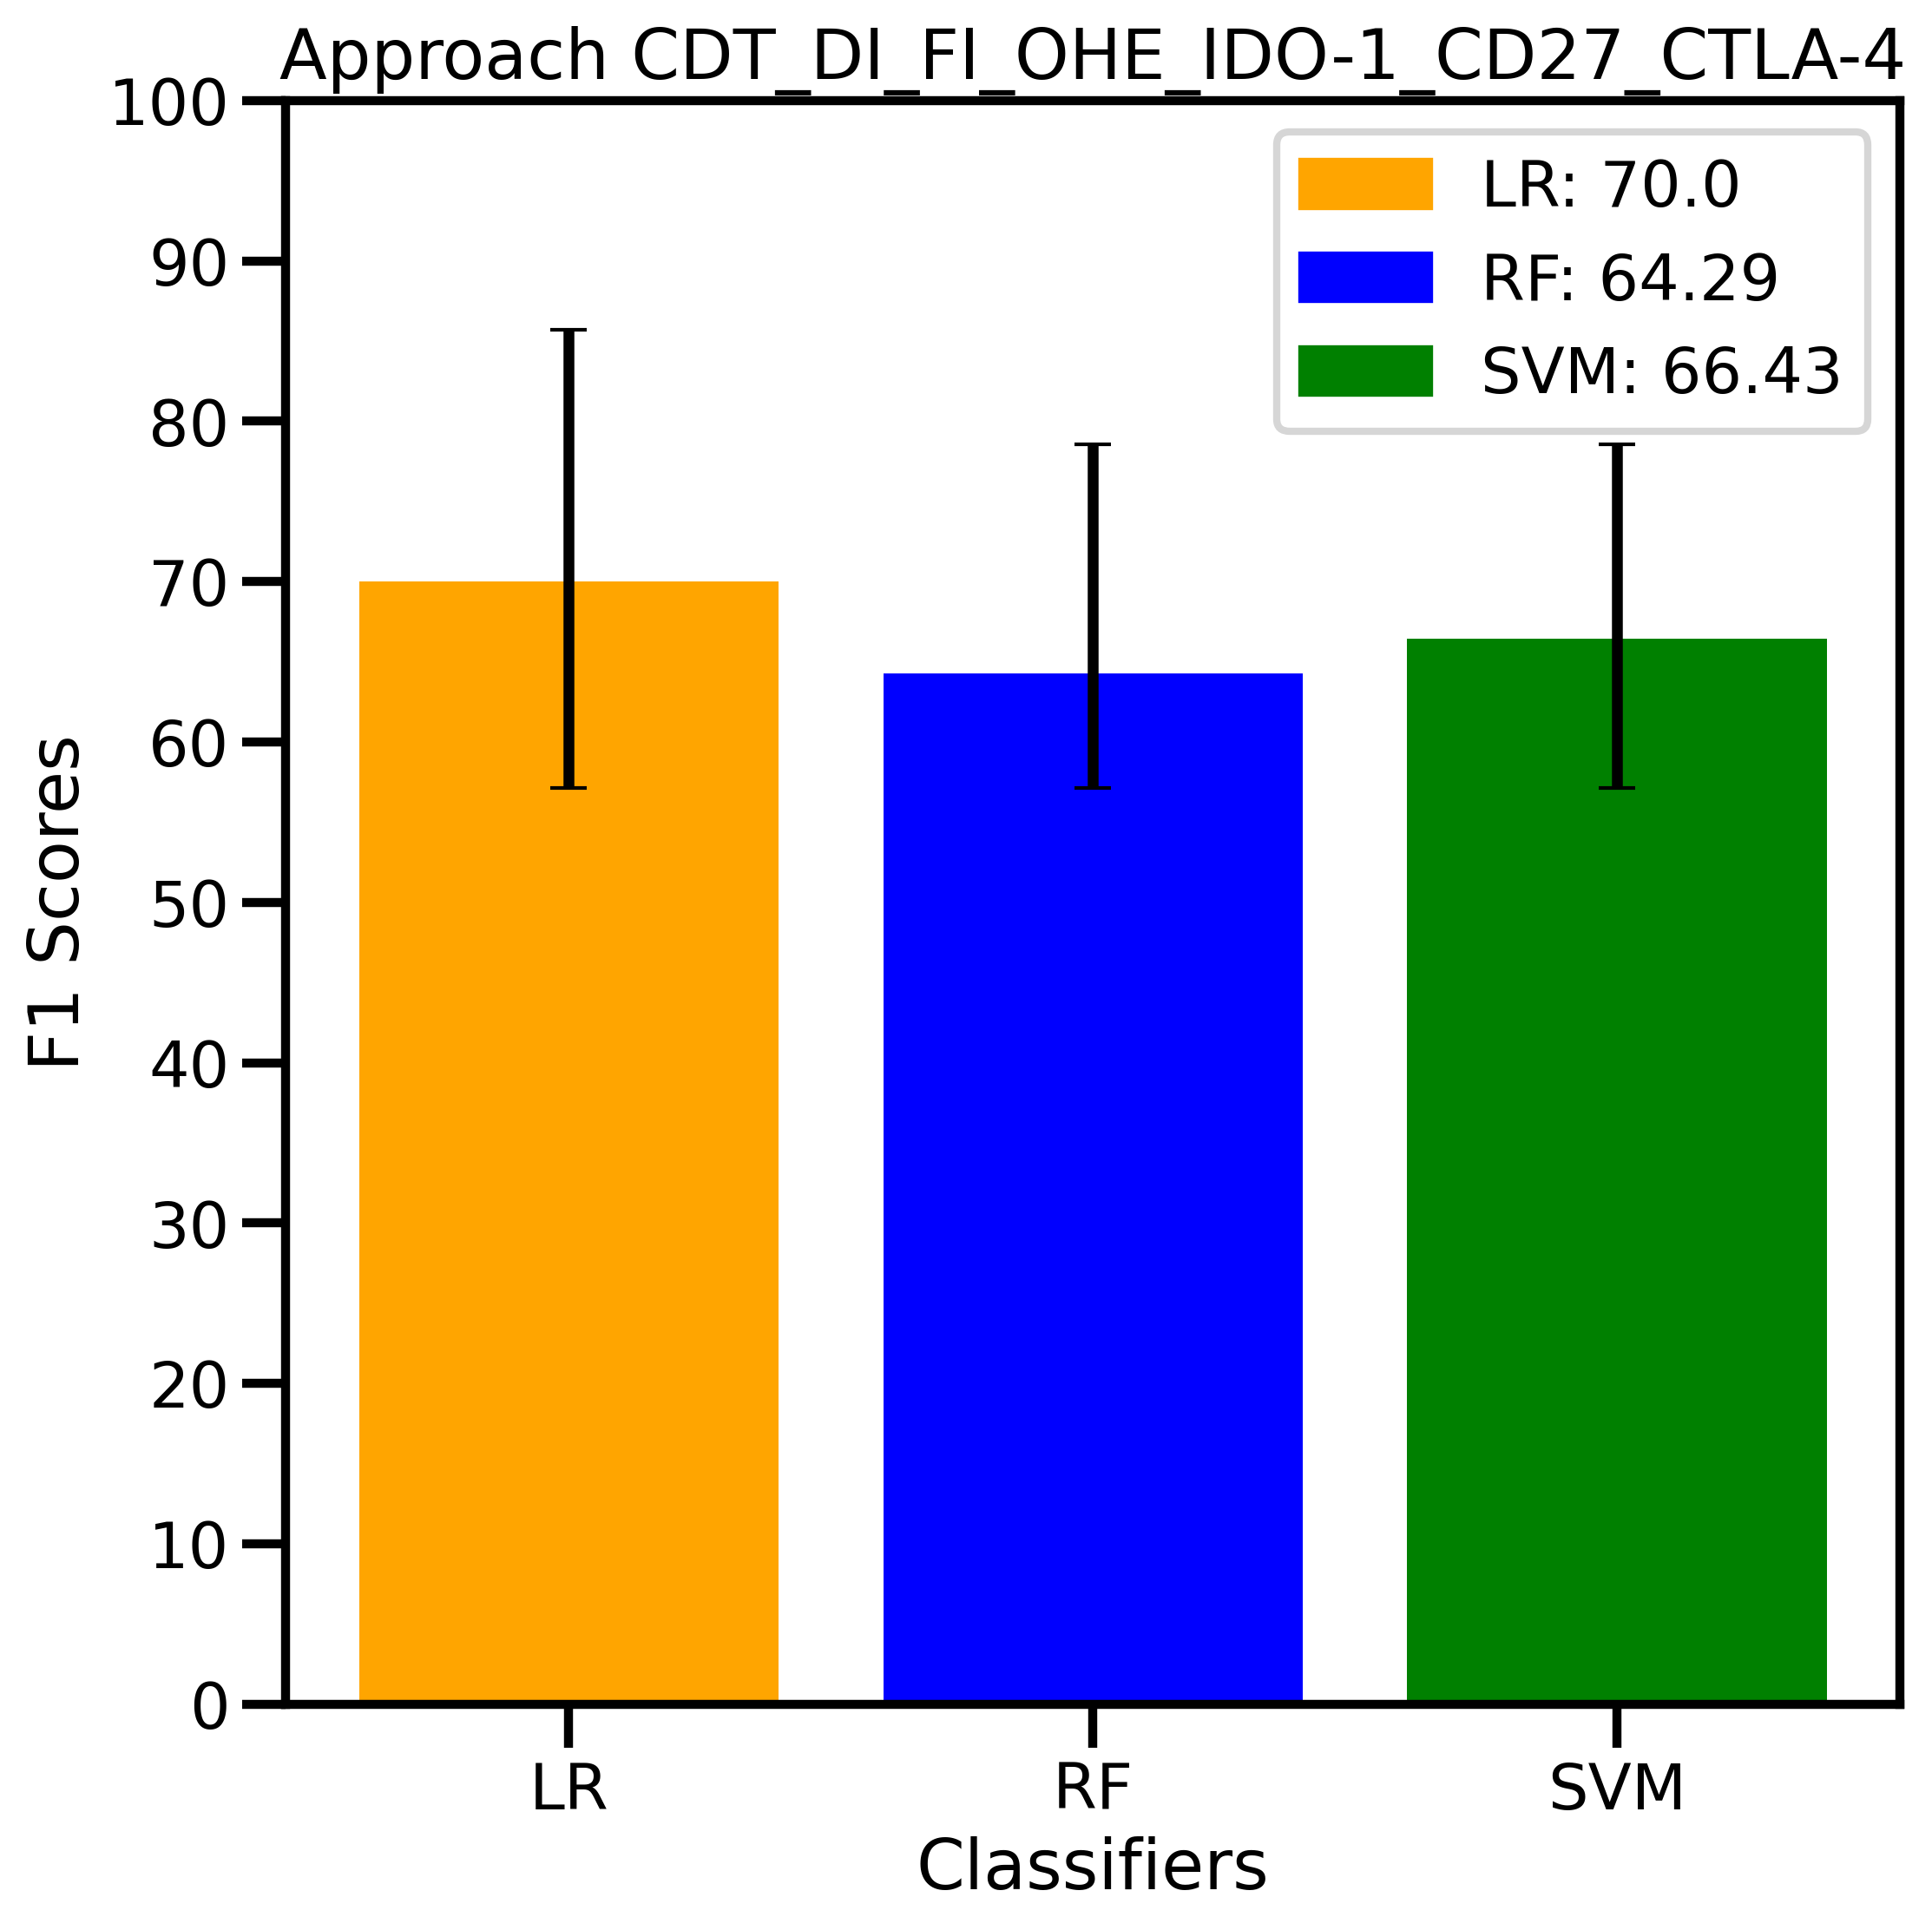 Approach CDT_DI_FI_OHE_IDO-1_CD27_CTLA-4
100
90
80
70
60
50
40
30
20
10
0
F1 Scores
LR: 70.0
RF: 64.29
SVM: 66.43
LR
RF
SVM
Classifiers